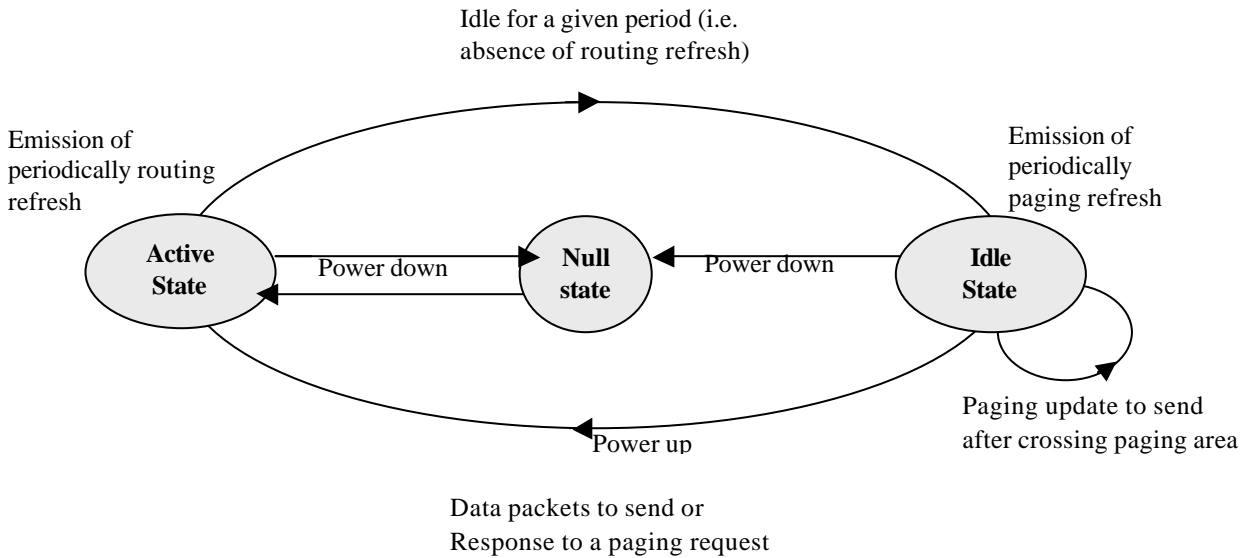 Idle for a given period (i.e.
absence of routing refresh)
Emission of
periodically routing
refresh
Emission of
periodically
paging refresh
Active
State
Power down
Null
state
Power down
Idle
State
Paging update to send
after crossing paging area
Power up
Data packets to send or
Response to a paging request